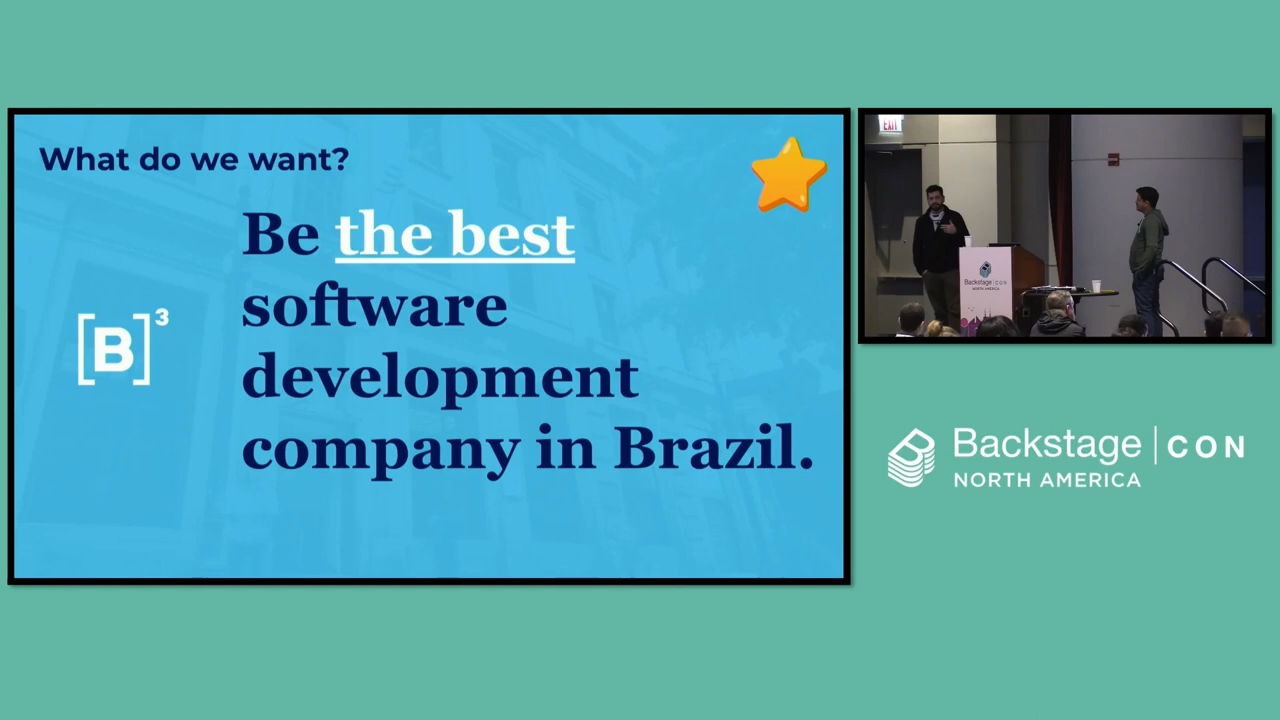 What do we want?
Be the best
software
development
company in Brazil.
[B]³
EXIT
Backstage | CON
NORTH AMERICA
Backstage | CON
NORTH AMERICA